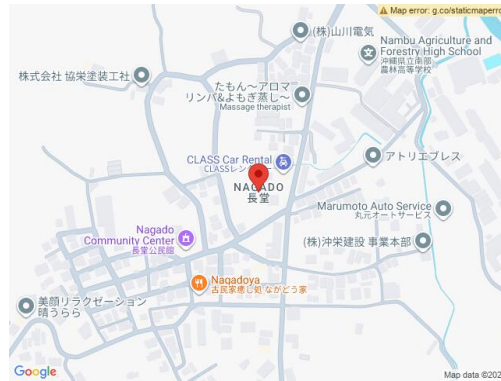 Map error: g.co/staticmaperro
(株)山川電気
Nambu Agriculture and
Forestry High School
沖縄県立南部
農林高等学校
株式会社 協栄塗装工社
たもん～アロマ
リンパ&よもぎ蒸し～
Massage therapist
CLASS Car Rental
CLASSレン
アトリエブレス
NAGADO
長堂
Marumoto Auto Service
丸元オートサービス
Nagado
Community Center
長堂公民館
(株)沖栄建設 事業本部
Nagadoya
古民家癒し処 ながどう家
美顔リラクゼーション
晴うらら
Google
Map data ©202